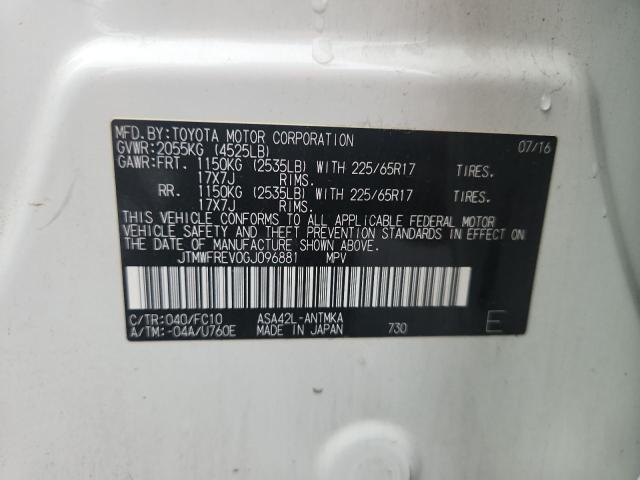 MFD.BY:TOYOTA MOTOR CORPORATION 07/16
GVWR:2055KG (4525LB)
GAWR:FRT. 1150KG (2535LB) WITH 225/65R17 TIRES.
17X7J RIMS.
RR. 1150KG (2535LB) WITH 225/65R17 TIRES.
17X7J RIMS.
THIS VEHICLE CONFORMS TO ALL APPLICABLE FEDERAL MOTOR
VEHICLE SAFETY AND THEFT PREVENTION STANDARDS IN EFFECT ON
THE DATE OF MANUFACTURE SHOWN ABOVE.
JTMWFREV0GJ096881 MPV
C/TR:040/FC10 ASA42L-ANTMKA
A/TM:-04A/U760E MADE IN JAPAN 730 E